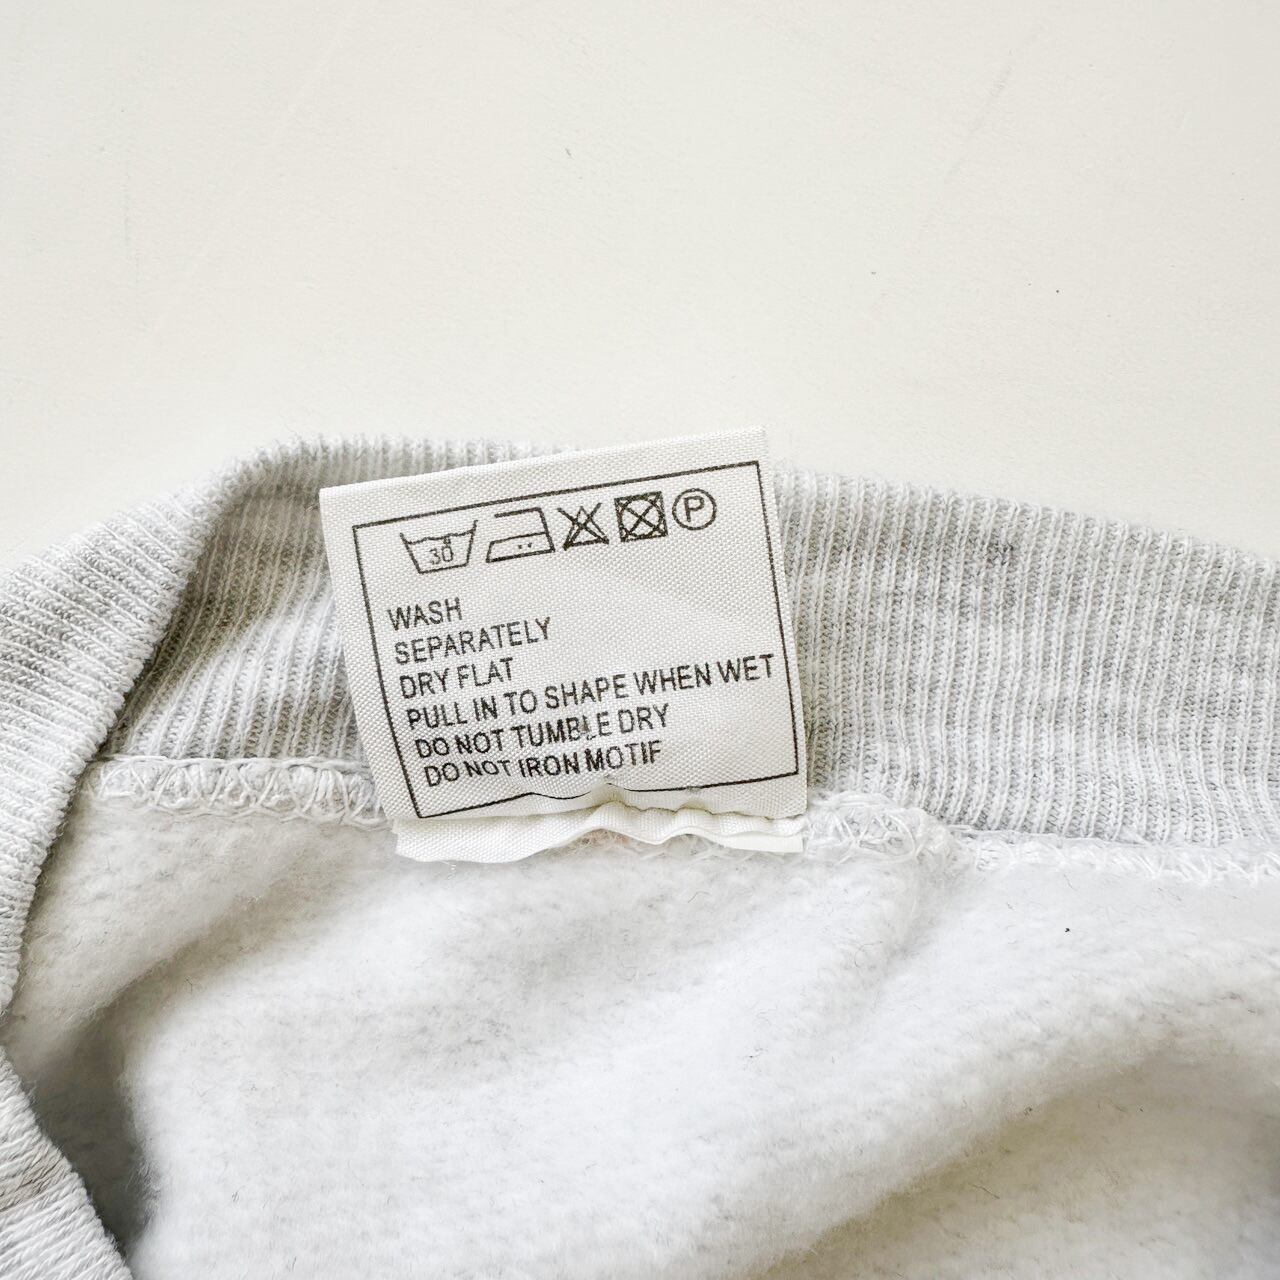 30
P
WASH
SEPARATELY
DRY FLAT
PULL IN TO SHAPE WHEN WET
DO NOT TUMBLE DRY
DO NOT IRON MOTIF